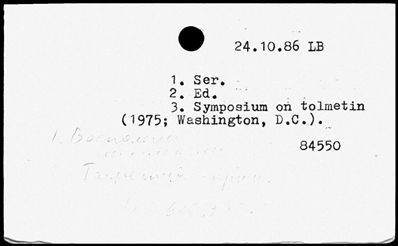 24.10.86 LB
1. Ser.
2. Ed.
3. Symposium on tolmetin
(1975; Washington, D.C.).
84550